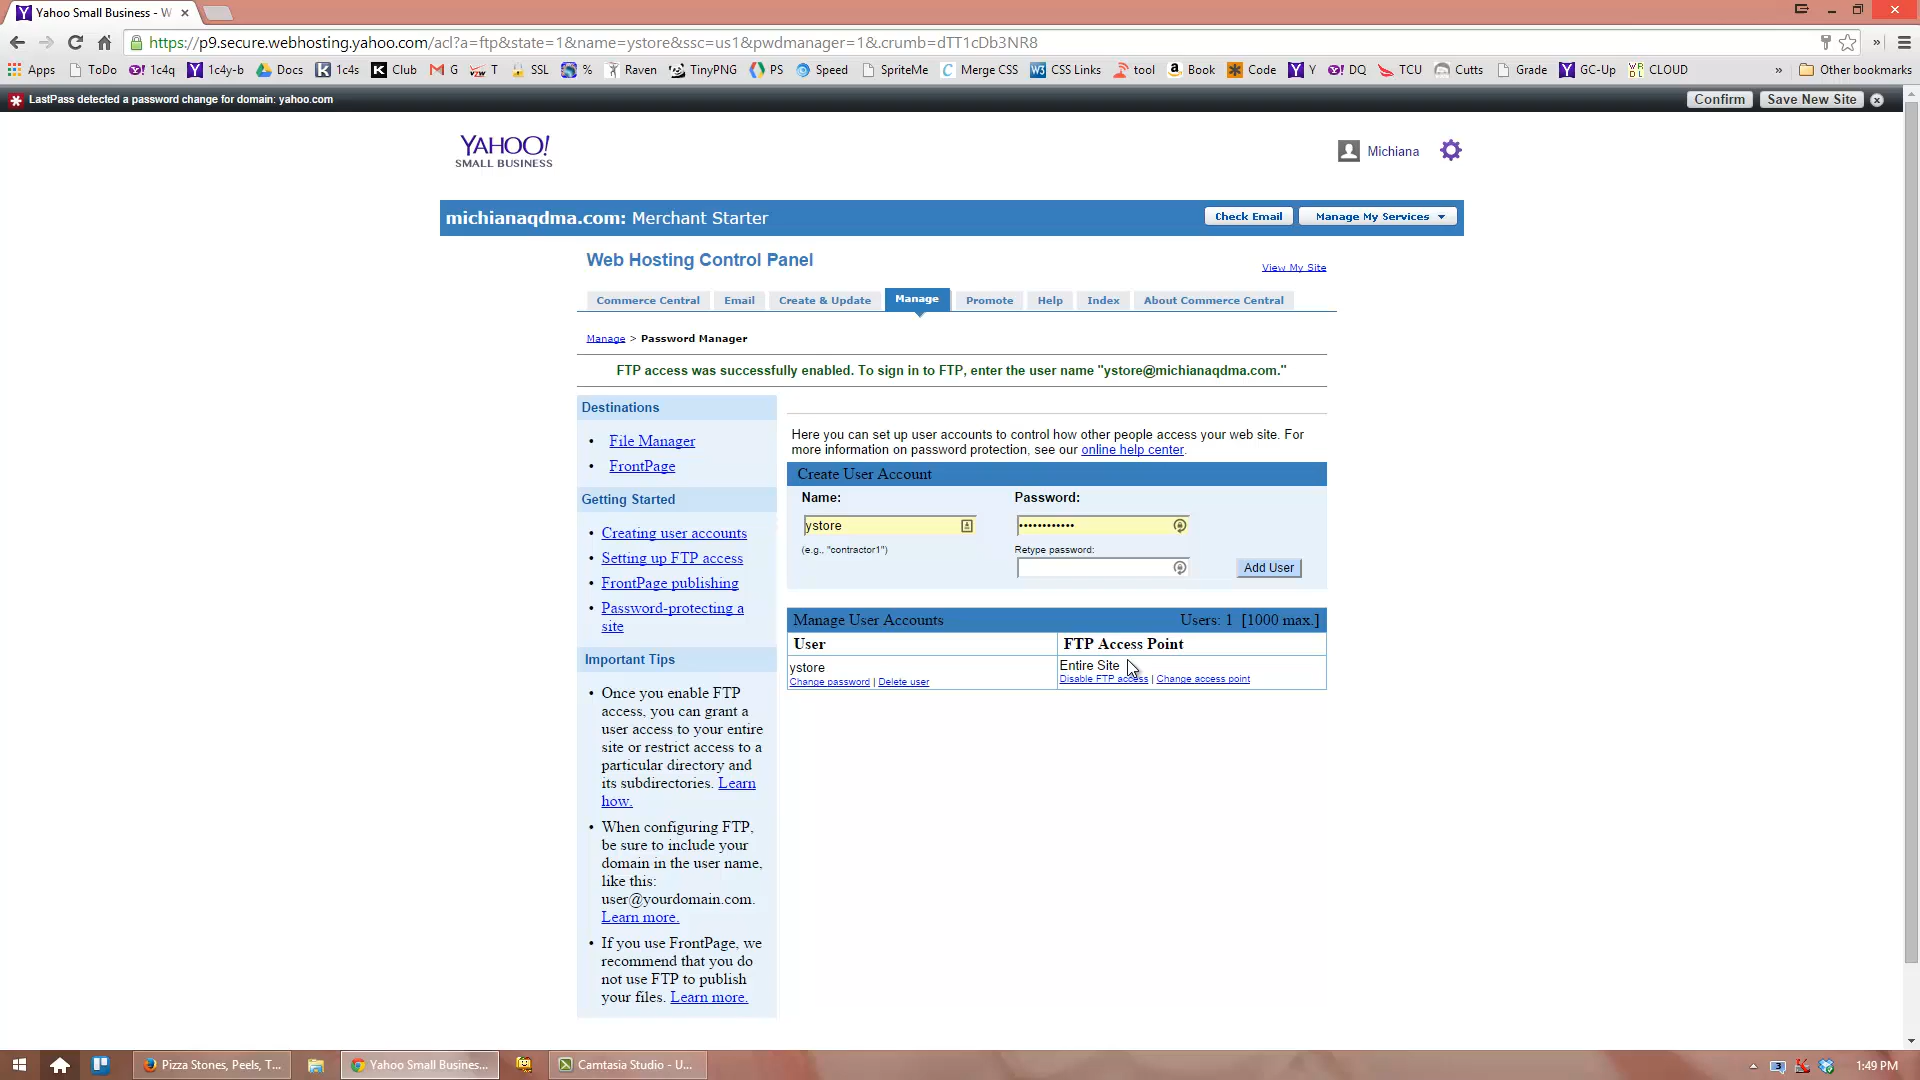 Yahoo Small Business - W
https://p9.secure.webhosting.yahoo.com/acl?a=ftp&state=1&name=ystore&ssc=us1&pwdmanager=1&.crumb=dTT1cDb3NR8
Apps ToDo 1c4q 1c4y-b Docs 1c4s Club G T SSL % Raven TinyPNG PS Speed SpriteMe Merge CSS CSS Links tool Book Code Y DQ TCU Cutts Grade GC-Up CLOUD » Other bookmarks
LastPass detected a password change for domain: yahoo.com Confirm Save New Site
YAHOO!
SMALL BUSINESS
Michiana
michianaqdma.com: Merchant Starter Check Email Manage My Services
Web Hosting Control Panel
View My Site
Commerce Central Email Create & Update Manage Promote Help Index About Commerce Central
Manage > Password Manager
FTP access was successfully enabled. To sign in to FTP, enter the user name "ystore@michianaqdma.com."
Destinations
• File Manager
• FrontPage
Getting Started
• Creating user accounts
• Setting up FTP access
• FrontPage publishing
• Password-protecting a
site
Important Tips
• Once you enable FTP
access, you can grant a
user access to your entire
site or restrict access to a
particular directory and
its subdirectories. Learn
how.
• When configuring FTP,
be sure to include your
domain in the user name,
like this:
user@yourdomain.com.
Learn more.
• If you use FrontPage, we
recommend that you do
not use FTP to publish
your files. Learn more.
Here you can set up user accounts to control how other people access your web site. For
more information on password protection, see our online help center.
Create User Account
Name: Password:
ystore ••••••••••••
(e.g., "contractor1") Retype password:
Add User
Manage User Accounts Users: 1 [1000 max.]
User FTP Access Point
ystore Entire Site
Change password | Delete user Disable FTP access | Change access point
Pizza Stones, Peels, T... Yahoo Small Business... Camtasia Studio - U... 1:49 PM